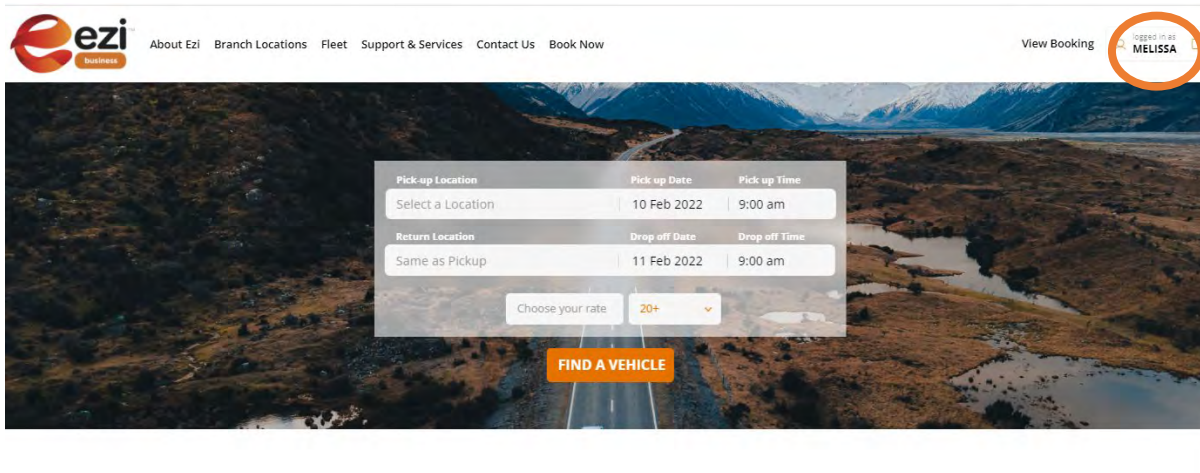 ezi
business
About Ezi Branch Locations Fleet Support & Services Contact Us Book Now View Booking
logged in as
MELISSA
Pick-up Location Pick up Date Pick up Time
Select a Location 10 Feb 2022 9:00 am
Return Location Drop off Date Drop off Time
Same as Pickup 11 Feb 2022 9:00 am
Choose your rate 20+
FIND A VEHICLE